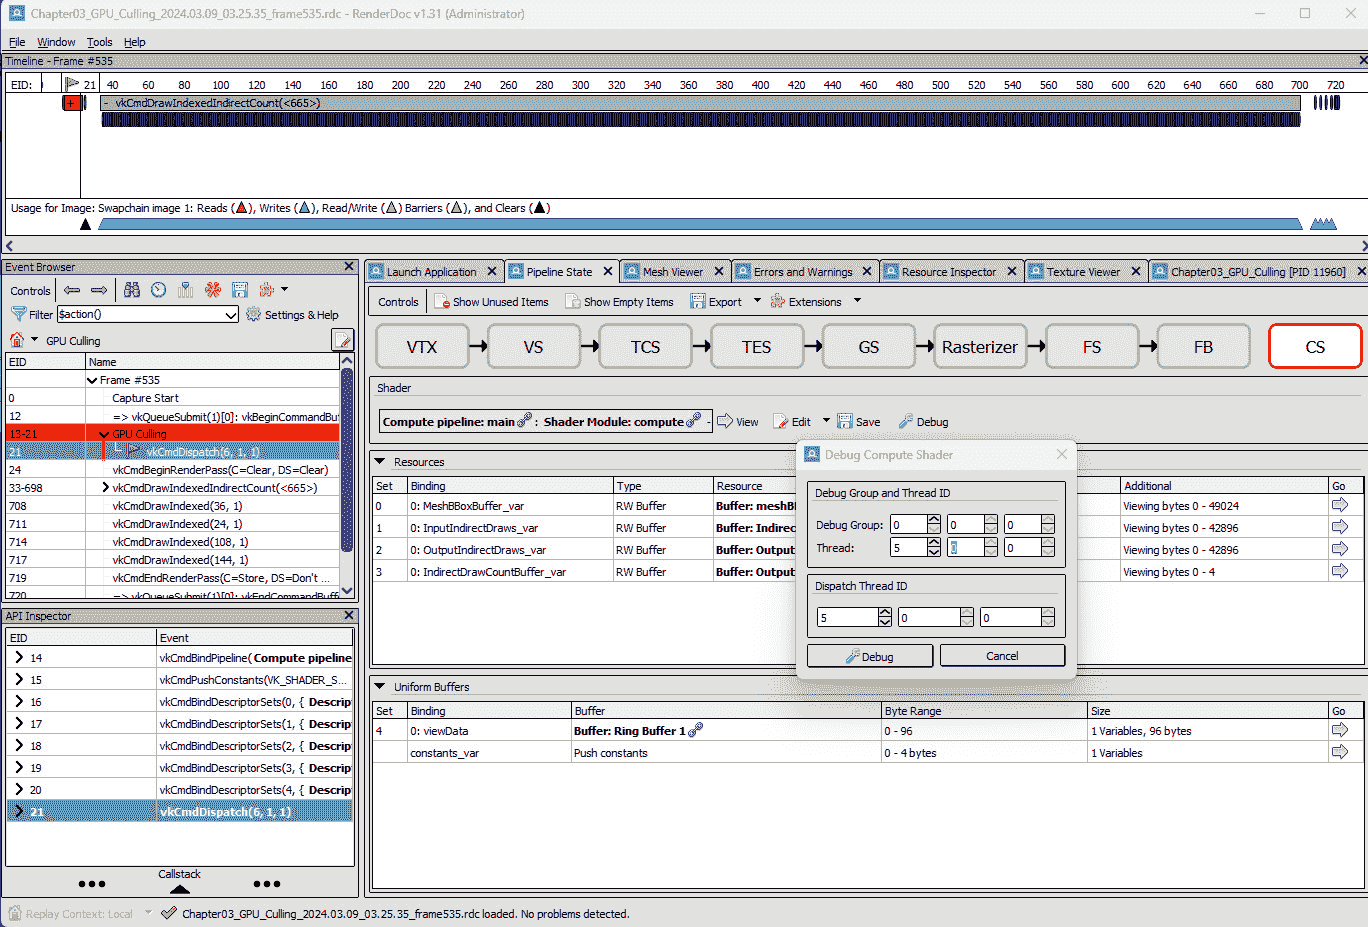 Chapter03_GPU_Culling_2024.03.09_03.25.35_frame535.rdc - RenderDoc v1.31 (Administrator)
File Window Tools Help
Timeline - Frame #535
EID: 21 40 60 80 100 120 140 160 180 200 220 240 260 280 300 320 340 360 380 400 420 440 460 480 500 520 540 560 580 600 620 640 660 680 700 720
+ - vkCmdDrawIndexedIndirectCount(<665>)
Usage for Image: Swapchain image 1: Reads (▲), Writes (▲), Read/Write (▲) Barriers (▲), and Clears (▲)
Event Browser
Controls
Filter $action() Settings & Help
GPU Culling
EID Name
Frame #535
0 Capture Start
12 => vkQueueSubmit(1)[0]: vkBeginCommandBuf
13-21 GPU Culling
21 vkCmdDispatch(6, 1, 1)
24 vkCmdBeginRenderPass(C=Clear, DS=Clear)
33-698 vkCmdDrawIndexedIndirectCount(<665>)
708 vkCmdDrawIndexed(36, 1)
711 vkCmdDrawIndexed(24, 1)
714 vkCmdDrawIndexed(108, 1)
717 vkCmdDrawIndexed(144, 1)
719 vkCmdEndRenderPass(C=Store, DS=Don't ...
720 => vkQueueSubmit(1)[0]: vkEndCommandBuff
API Inspector
EID Event
14 vkCmdBindPipeline( Compute pipeline
15 vkCmdPushConstants(VK_SHADER_S...
16 vkCmdBindDescriptorSets(0, { Descrip
17 vkCmdBindDescriptorSets(1, { Descrip
18 vkCmdBindDescriptorSets(2, { Descrip
19 vkCmdBindDescriptorSets(3, { Descrip
20 vkCmdBindDescriptorSets(4, { Descrip
21 vkCmdDispatch(6, 1, 1)
Callstack
Launch Application Pipeline State Mesh Viewer Errors and Warnings Resource Inspector Texture Viewer Chapter03_GPU_Culling [PID 11960]
Controls Show Unused Items Show Empty Items Export Extensions
VTX VS TCS TES GS Rasterizer FS FB CS
Shader
Compute pipeline: main : Shader Module: compute - View Edit Save Debug
Resources
Set Binding Type Resource Additional Go
0 0: MeshBBoxBuffer_var RW Buffer Buffer: meshB Viewing bytes 0 - 49024
1 0: InputIndirectDraws_var RW Buffer Buffer: Indirec Viewing bytes 0 - 42896
2 0: OutputIndirectDraws_var RW Buffer Buffer: Output Viewing bytes 0 - 42896
3 0: IndirectDrawCountBuffer_var RW Buffer Buffer: Output Viewing bytes 0 - 4
Debug Compute Shader
Debug Group and Thread ID
Debug Group: 0 0 0
Thread: 5 0 0
Dispatch Thread ID
5 0 0
Debug Cancel
Uniform Buffers
Set Binding Buffer Byte Range Size Go
4 0: viewData Buffer: Ring Buffer 1 0 - 96 1 Variables, 96 bytes
constants_var Push constants 0 - 4 bytes 1 Variables
Replay Context: Local Chapter03_GPU_Culling_2024.03.09_03.25.35_frame535.rdc loaded. No problems detected.